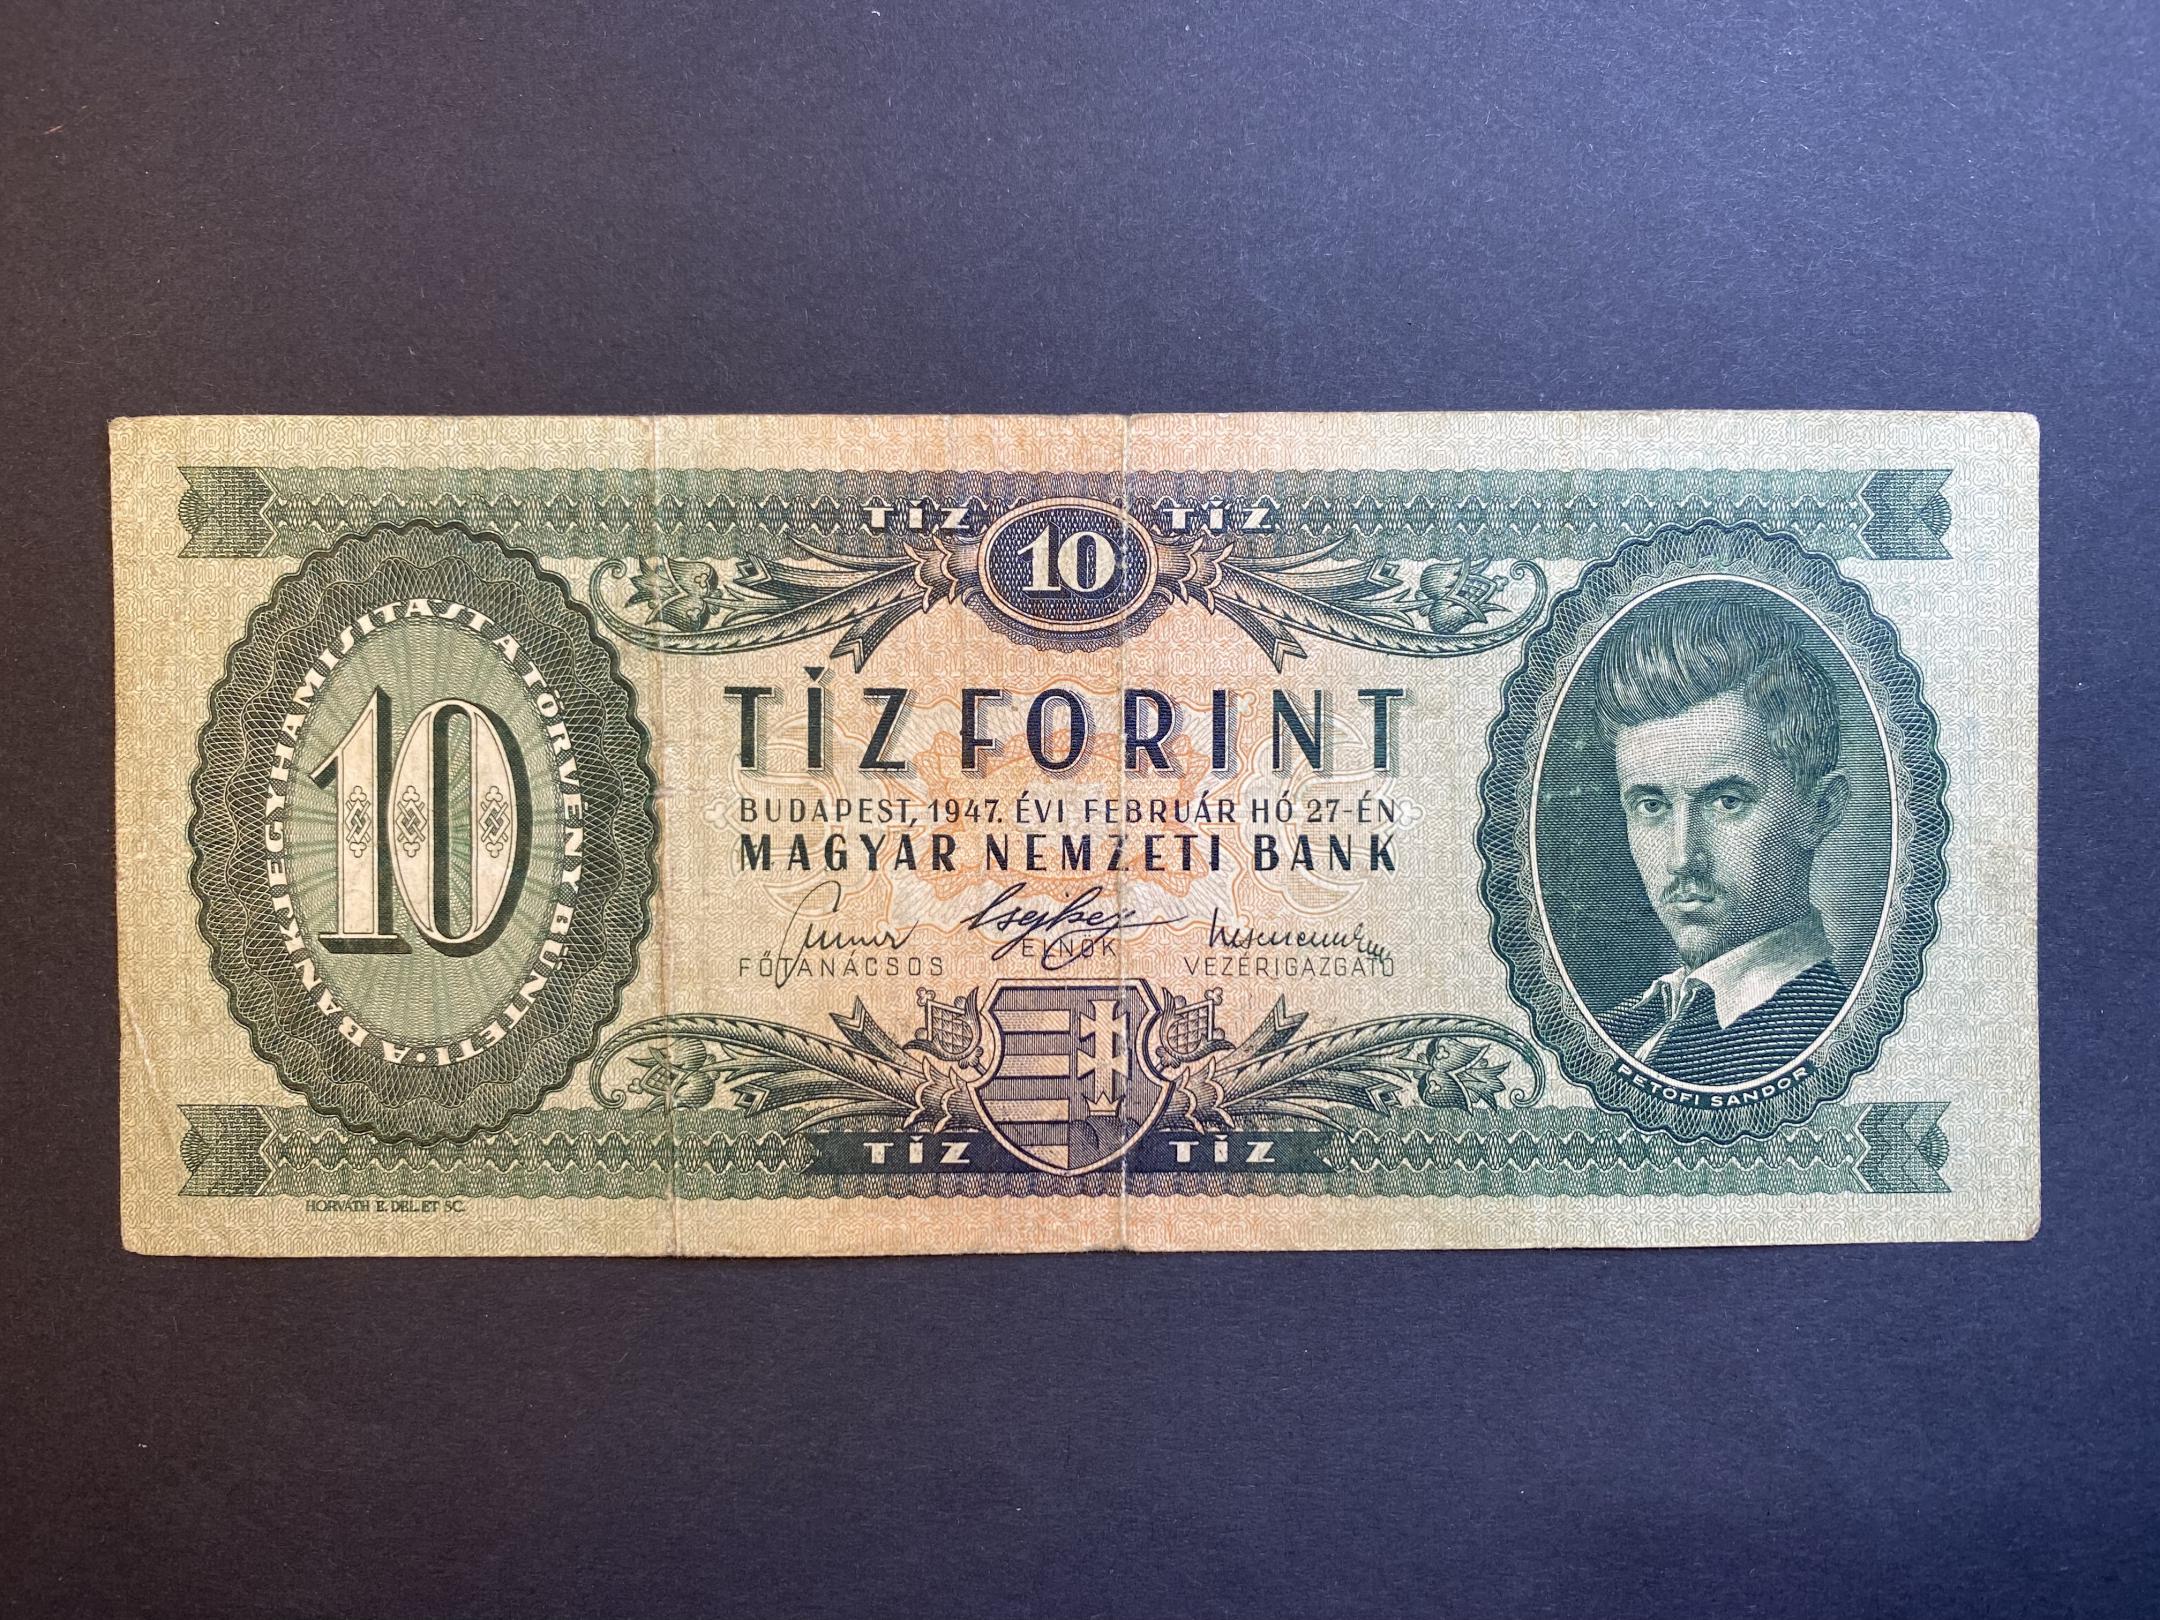 TÍZ 10 TÍZ
A BANKJEGYHAMISITÁST A TÖRVÉNY BÜNTETI.
10
TÍZ FORINT
BUDAPEST, 1947. ÉVI FEBRUÁR HÓ 27-ÉN
MAGYAR NEMZETI BANK
FŐTANÁCSOS ELNÖK VEZÉRIGAZGATÓ
PETŐFI SÁNDOR
TÍZ TÍZ
HORVÁTH E. DEL. ET SC.